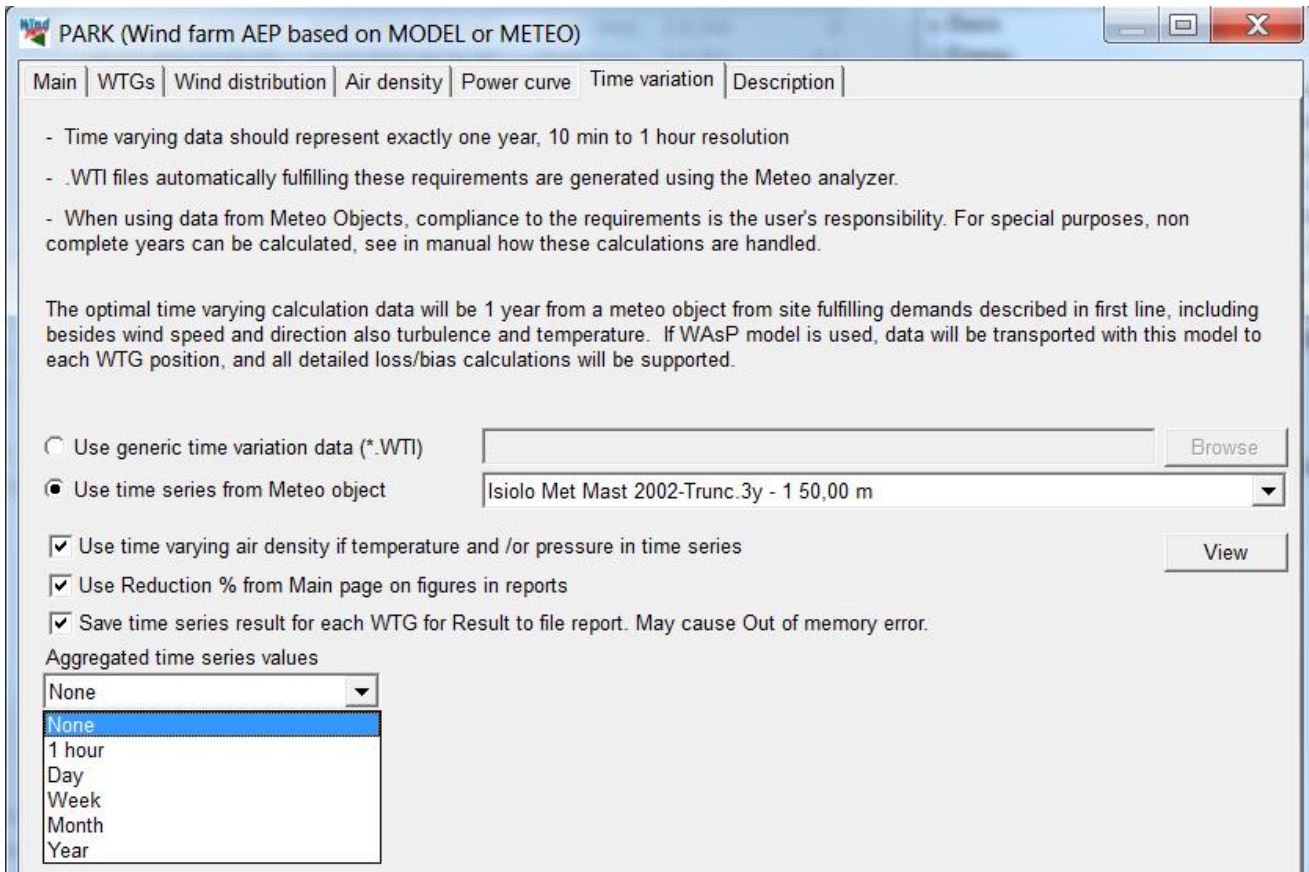 PARK (Wind farm AEP based on MODEL or METEO)
Main WTGs Wind distribution Air density Power curve Time variation Description
- Time varying data should represent exactly one year, 10 min to 1 hour resolution
- .WTI files automatically fulfilling these requirements are generated using the Meteo analyzer.
- When using data from Meteo Objects, compliance to the requirements is the user's responsibility. For special purposes, non
complete years can be calculated, see in manual how these calculations are handled.
The optimal time varying calculation data will be 1 year from a meteo object from site fulfilling demands described in first line, including
besides wind speed and direction also turbulence and temperature. If WAsP model is used, data will be transported with this model to
each WTG position, and all detailed loss/bias calculations will be supported.
Use generic time variation data (*.WTI) Browse
Use time series from Meteo object Isiolo Met Mast 2002-Trunc.3y - 1 50,00 m
Use time varying air density if temperature and /or pressure in time series View
Use Reduction % from Main page on figures in reports
Save time series result for each WTG for Result to file report. May cause Out of memory error.
Aggregated time series values
None
None
1 hour
Day
Week
Month
Year